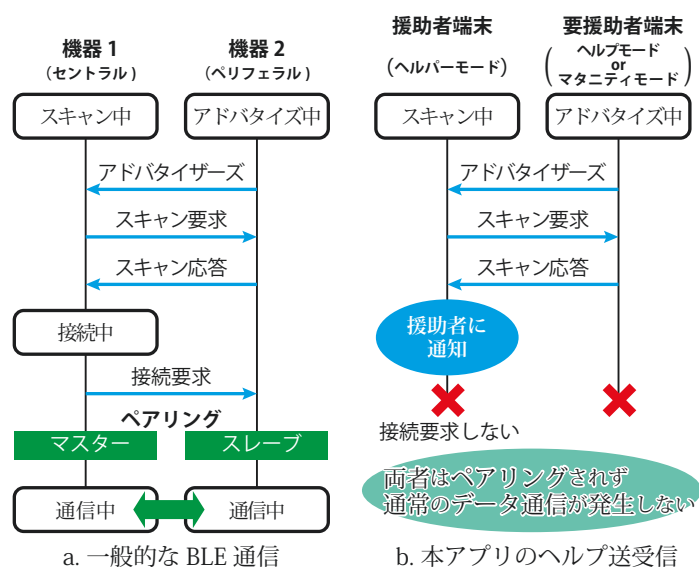 機器 1
(セントラル)
機器 2
(ペリフェラル)
スキャン中
アドバタイズ中
アドバタイザーズ
スキャン要求
スキャン応答
接続中
接続要求
ペアリング
マスター
スレーブ
通信中
通信中
a. 一般的な BLE 通信
援助者端末
(ヘルパーモード)
要援助者端末
(ヘルプモード
or
マタニティモード)
スキャン中
アドバタイズ中
アドバタイザーズ
スキャン要求
スキャン応答
援助者に
通知
接続要求しない
両者はペアリングされず
通常のデータ通信が発生しない
b. 本アプリのヘルプ送受信